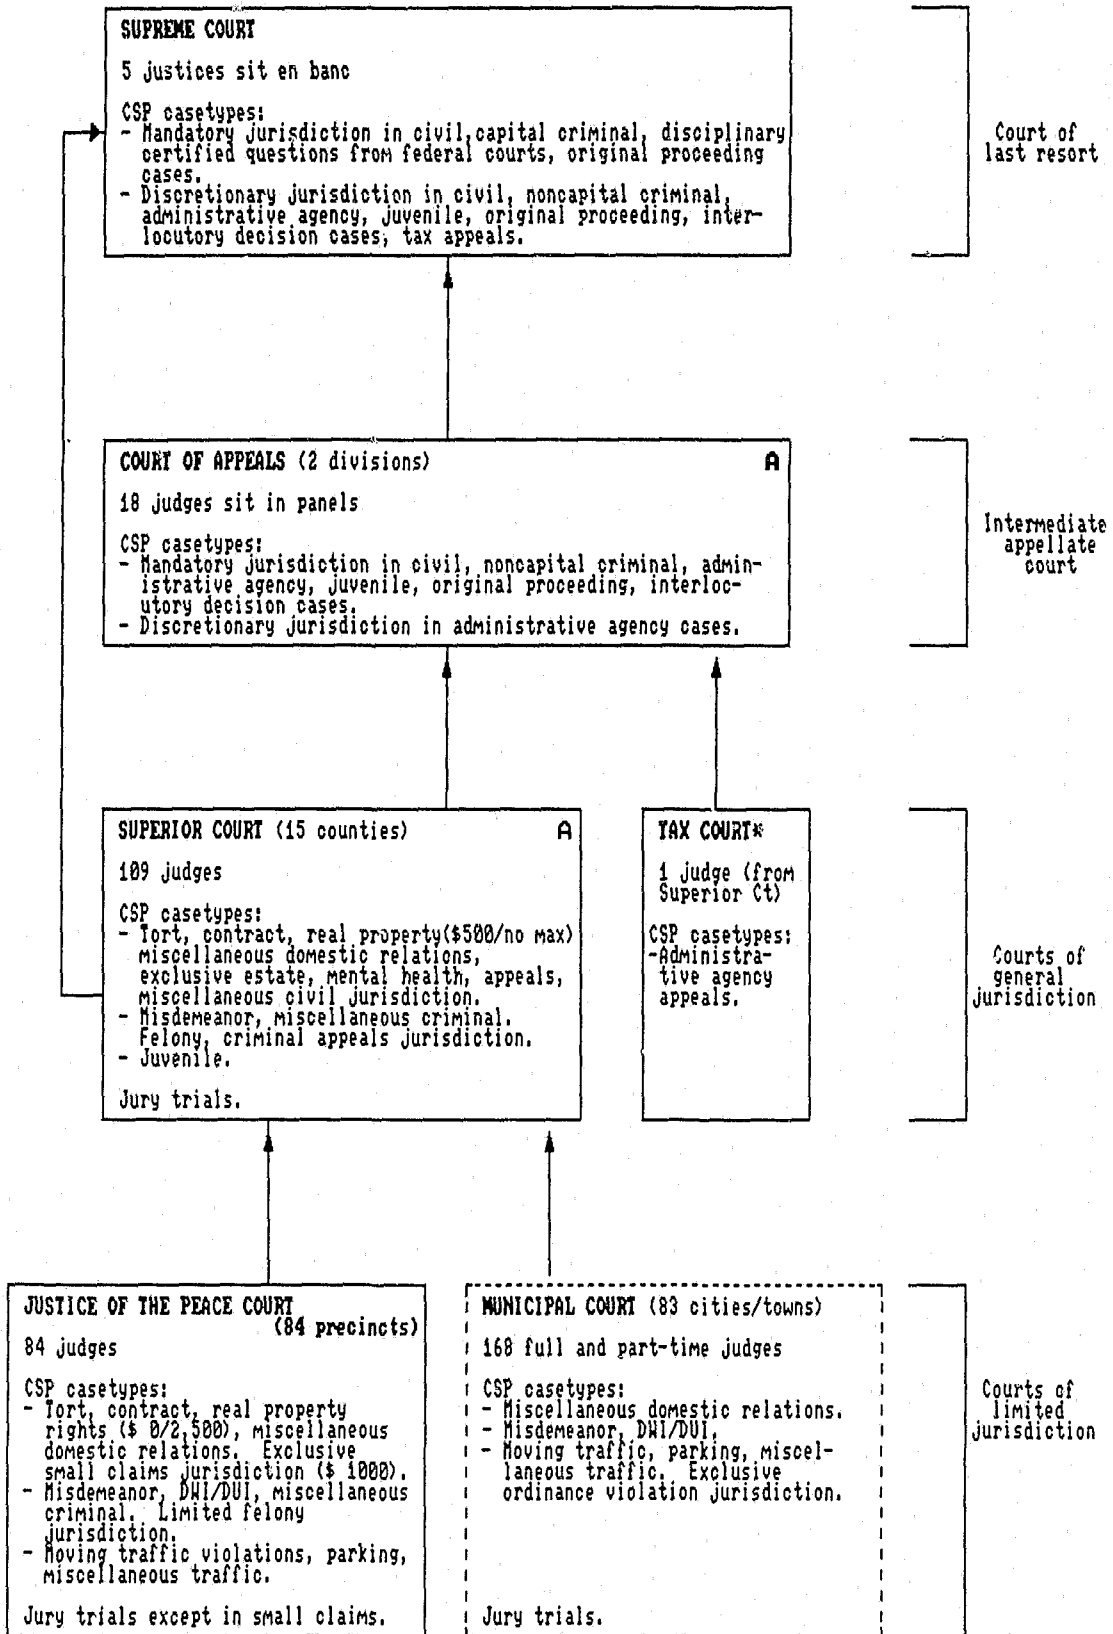 SUPREME COURT
5 justices sit en banc
CSP casetypes:
- Mandatory jurisdiction in civil, capital criminal, disciplinary
certified questions from federal courts, original proceeding
cases.
- Discretionary jurisdiction in civil, noncapital criminal,
administrative agency, juvenile, original proceeding, inter-
locutory decision cases, tax appeals.
Court of
last resort
COURT OF APPEALS (2 divisions) A
18 judges sit in panels
CSP casetypes:
- Mandatory jurisdiction in civil, noncapital criminal, admin-
istrative agency, juvenile, original proceeding, interloc-
utory decision cases.
- Discretionary jurisdiction in administrative agency cases.
Intermediate
appellate
court
SUPERIOR COURT (15 counties) A
109 judges
CSP casetypes:
- Tort, contract, real property($500/no max)
miscellaneous domestic relations,
exclusive estate, mental health, appeals,
miscellaneous civil jurisdiction.
- Misdemeanor, miscellaneous criminal.
Felony, criminal appeals jurisdiction.
- Juvenile.
Jury trials.
TAX COURT*
1 judge (from
Superior Ct)
CSP casetypes:
-Administra-
tive agency
appeals.
Courts of
general
jurisdiction
JUSTICE OF THE PEACE COURT
(84 precincts)
84 judges
CSP casetypes:
- Tort, contract, real property
rights ($ 0/2,500), miscellaneous
domestic relations. Exclusive
small claims jurisdiction ($ 1000).
- Misdemeanor, DWI/DUI, miscellaneous
criminal. Limited felony
jurisdiction.
- Moving traffic violations, parking,
miscellaneous traffic.
Jury trials except in small claims.
MUNICIPAL COURT (83 cities/towns)
168 full and part-time judges
CSP casetypes:
- Miscellaneous domestic relations.
- Misdemeanor, DWI/DUI.
- Moving traffic, parking, miscel-
laneous traffic. Exclusive
ordinance violation jurisdiction.
Jury trials.
Courts of
limited
jurisdiction